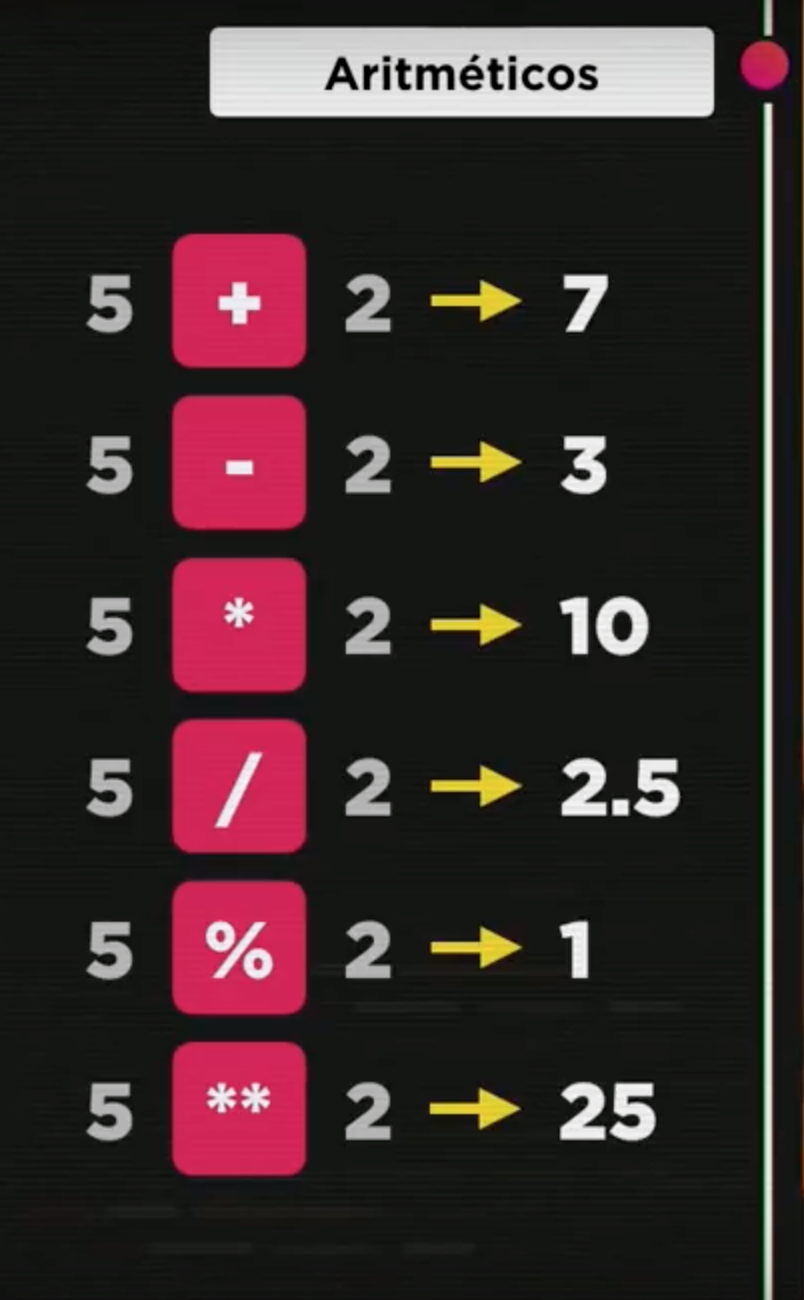 Aritméticos
5 + 2 → 7
5 - 2 → 3
5 * 2 → 10
5 / 2 → 2.5
5 % 2 → 1
5 ** 2 → 25